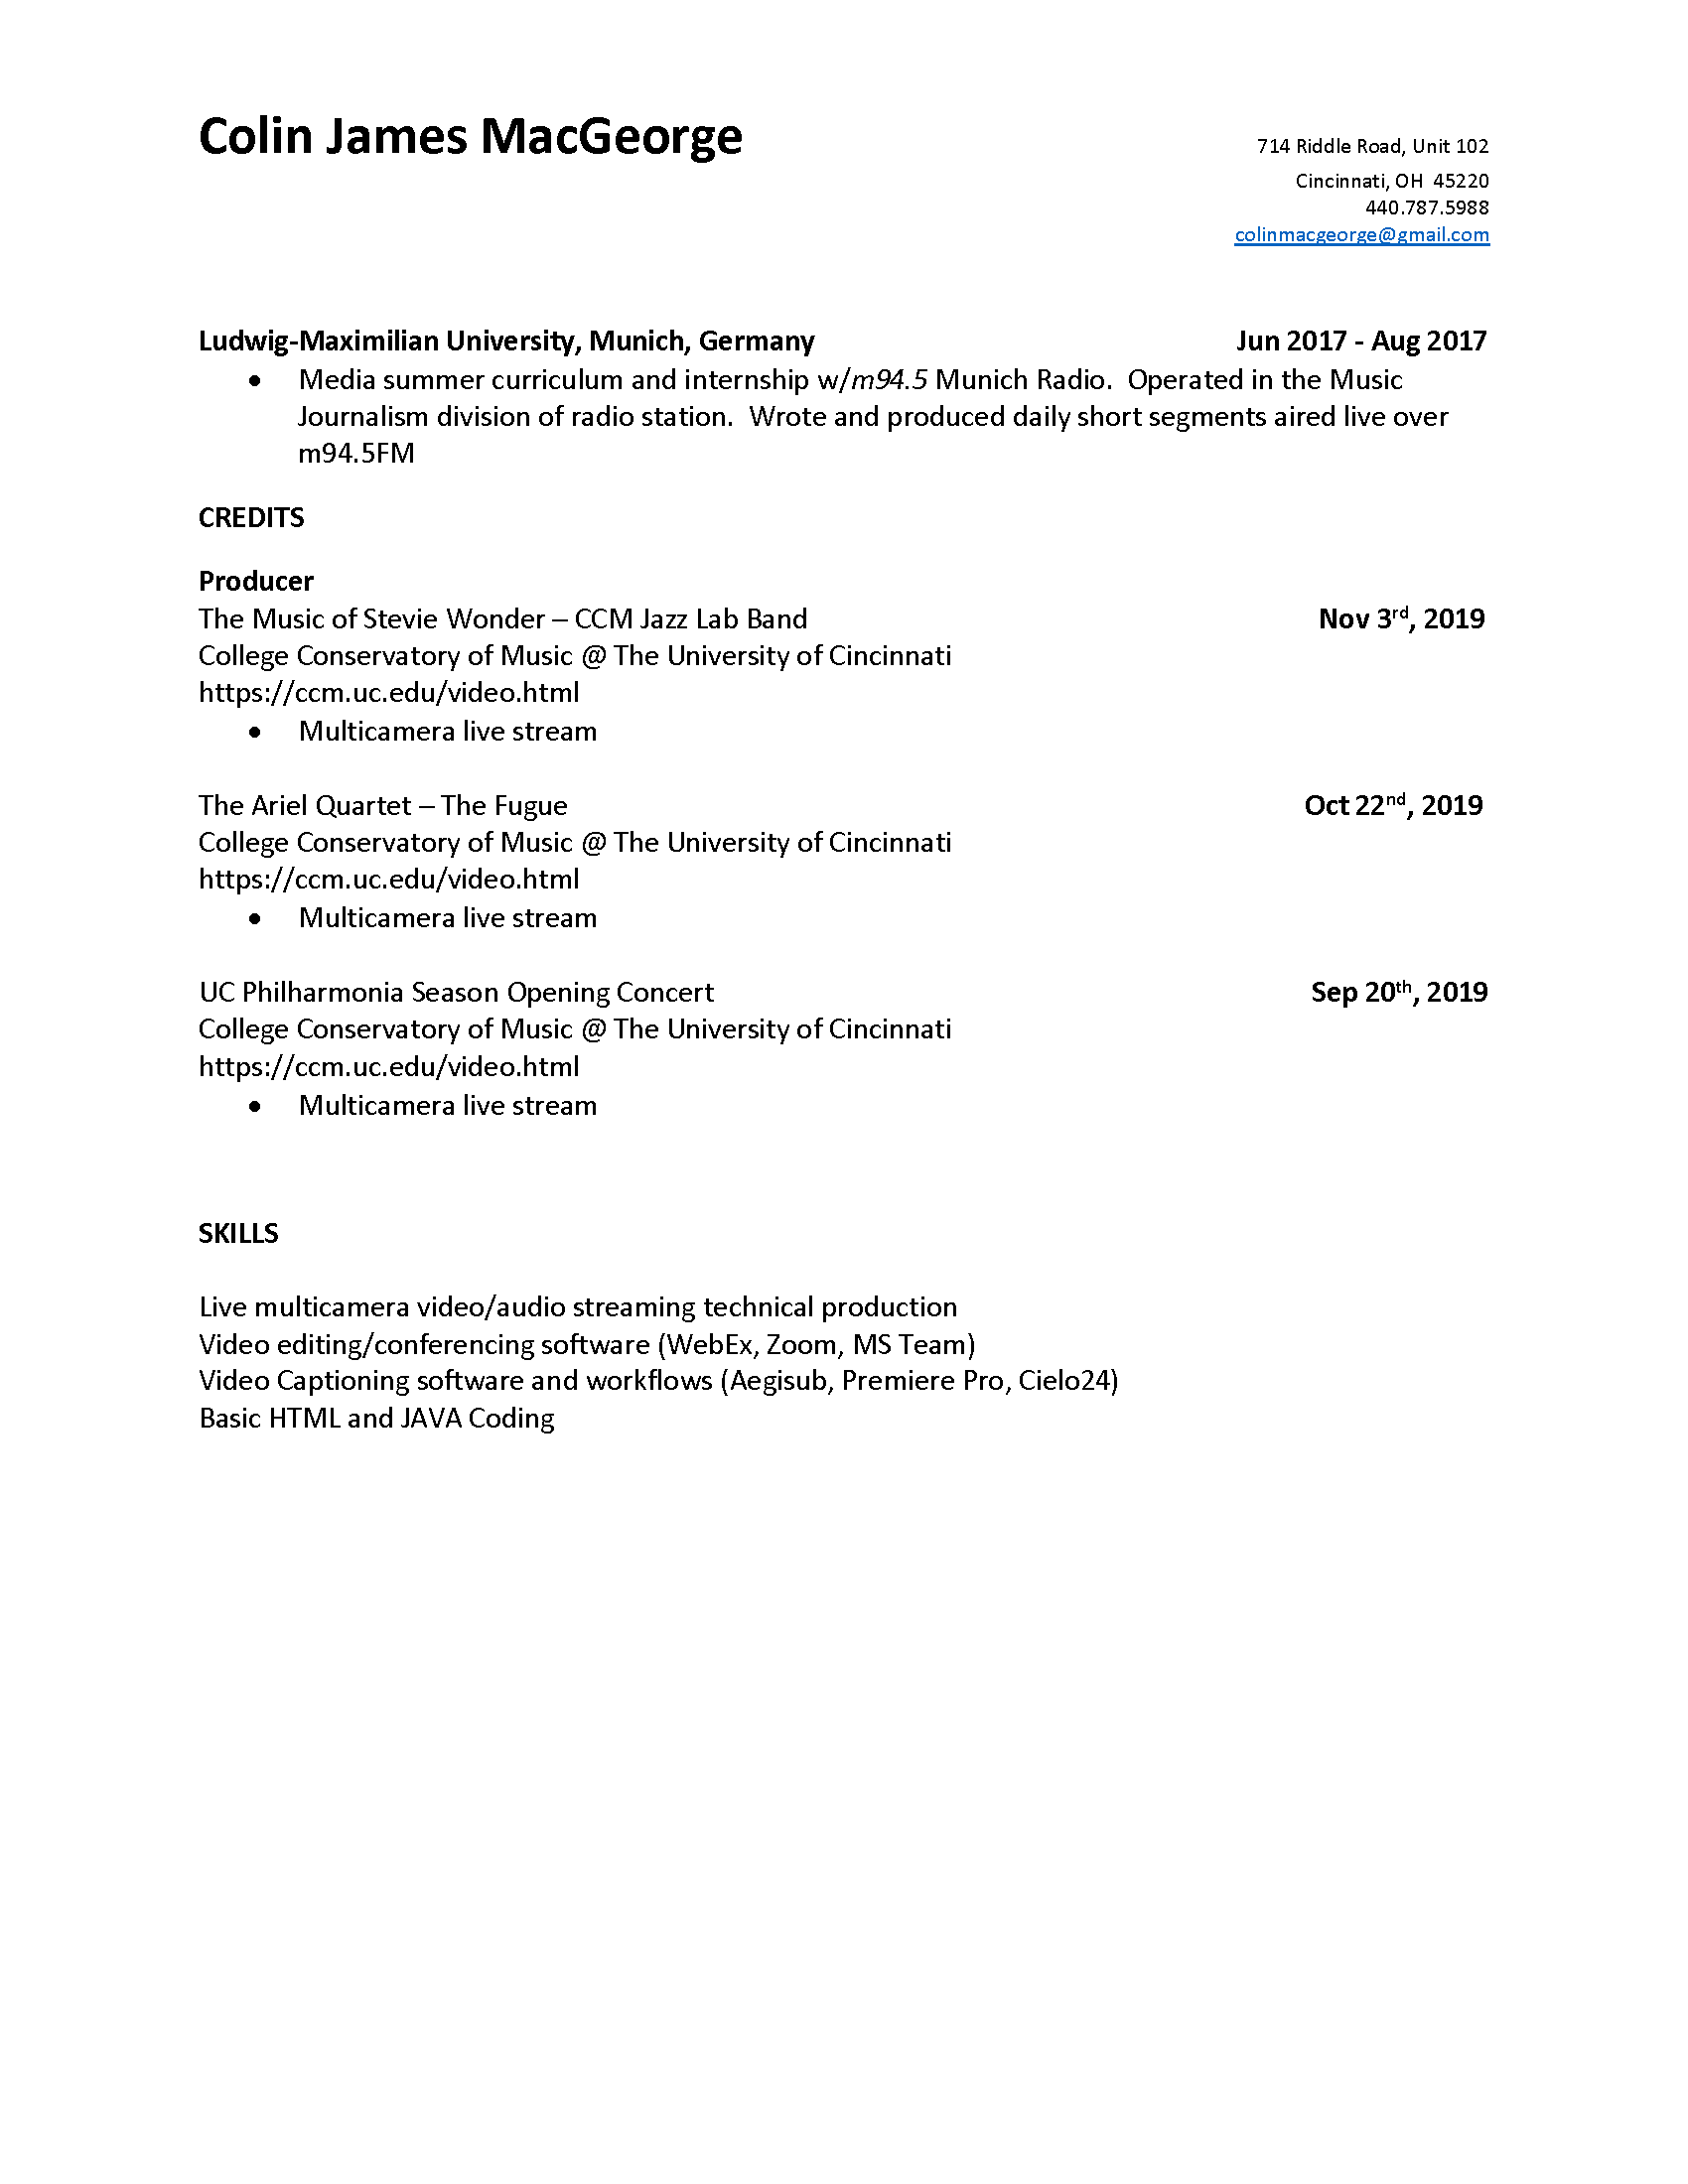 Colin James MacGeorge
714 Riddle Road, Unit 102
Cincinnati, OH  45220
440.787.5988
colinmacgeorge@gmail.com
Ludwig-Maximilian University, Munich, Germany Jun 2017 - Aug 2017
• Media summer curriculum and internship w/m94.5 Munich Radio.  Operated in the Music
Journalism division of radio station.  Wrote and produced daily short segments aired live over
m94.5FM
CREDITS
Producer
The Music of Stevie Wonder – CCM Jazz Lab Band Nov 3rd, 2019
College Conservatory of Music @ The University of Cincinnati
https://ccm.uc.edu/video.html
• Multicamera live stream
The Ariel Quartet – The Fugue Oct 22nd, 2019
College Conservatory of Music @ The University of Cincinnati
https://ccm.uc.edu/video.html
• Multicamera live stream
UC Philharmonia Season Opening Concert Sep 20th, 2019
College Conservatory of Music @ The University of Cincinnati
https://ccm.uc.edu/video.html
• Multicamera live stream
SKILLS
Live multicamera video/audio streaming technical production
Video editing/conferencing software (WebEx, Zoom, MS Team)
Video Captioning software and workflows (Aegisub, Premiere Pro, Cielo24)
Basic HTML and JAVA Coding